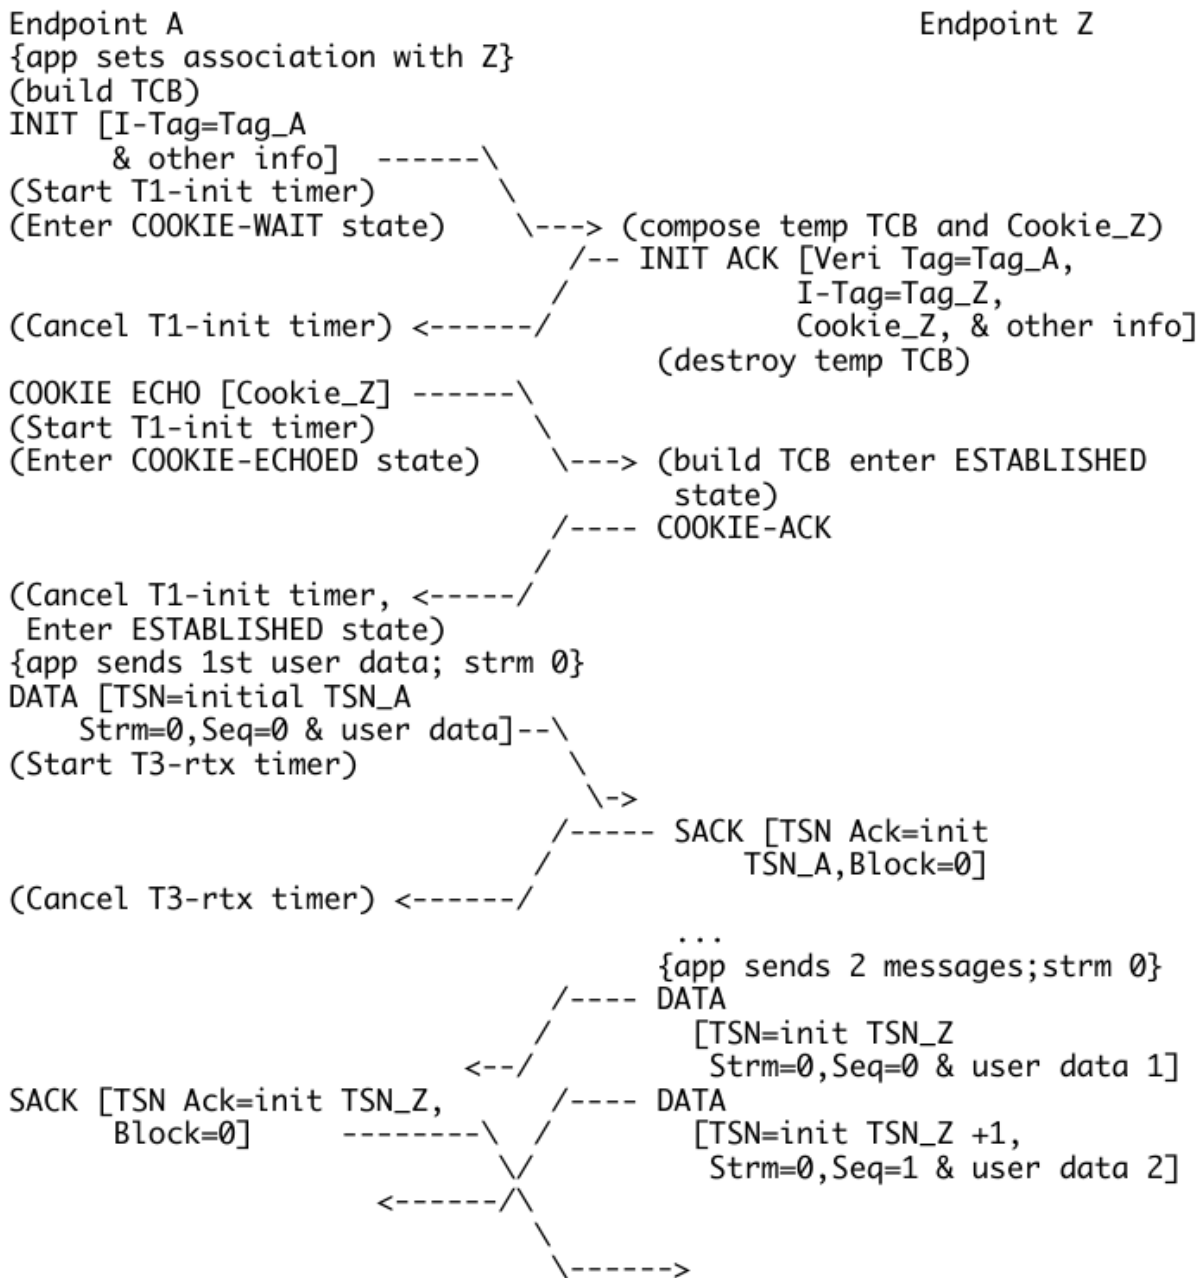 Endpoint A                                          Endpoint Z
{app sets association with Z}
(build TCB)
INIT [I-Tag=Tag_A
      & other info]  ------\
(Start T1-init timer)       \
(Enter COOKIE-WAIT state)    \---> (compose temp TCB and Cookie_Z)
                                /-- INIT ACK [Veri Tag=Tag_A,
                               /             I-Tag=Tag_Z,
(Cancel T1-init timer) <------/              Cookie_Z, & other info]
                                     (destroy temp TCB)
COOKIE ECHO [Cookie_Z] ------\
(Start T1-init timer)         \
(Enter COOKIE-ECHOED state)    \---> (build TCB enter ESTABLISHED
                                      state)
                               /---- COOKIE-ACK
                              /
(Cancel T1-init timer, <-----/
 Enter ESTABLISHED state)
{app sends 1st user data; strm 0}
DATA [TSN=initial TSN_A
    Strm=0,Seq=0 & user data]--\
(Start T3-rtx timer)            \
                                 \->
                               /----- SACK [TSN Ack=init
                              /           TSN_A,Block=0]
(Cancel T3-rtx timer) <------/
                                      ...
                                     {app sends 2 messages;strm 0}
                               /---- DATA
                              /        [TSN=init TSN_Z
                          <--/          Strm=0,Seq=0 & user data 1]
SACK [TSN Ack=init TSN_Z,      /---- DATA
      Block=0]     --------\  /        [TSN=init TSN_Z +1,
                            \/          Strm=0,Seq=1 & user data 2]
                     <------/\
                              \
                               \------>